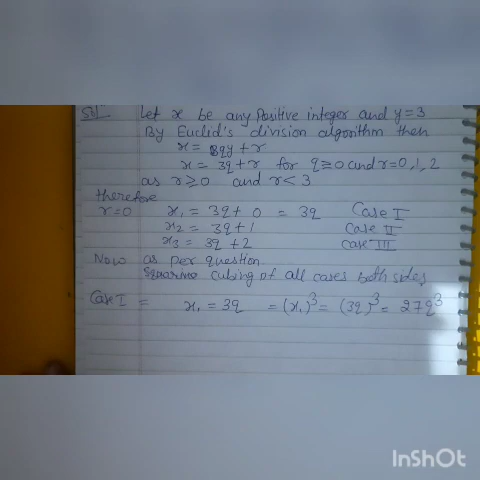 Sol Let x be any Positive integer and y=3
By Euclid's division algorithm then
x= qy+r
x= 3q+r for q≥0 and r=0,1,2
as r≥0 and r<3
therefore
r=0 x₁ = 3q+ 0 = 3q Case I
x₂ = 3q+1 Case II
x₃ = 3q +2 Case III
Now as per question
cubing of all cases both sides
Case I = x₁ = 3q = (x₁)³ = (3q)³ = 27q³
InShOt